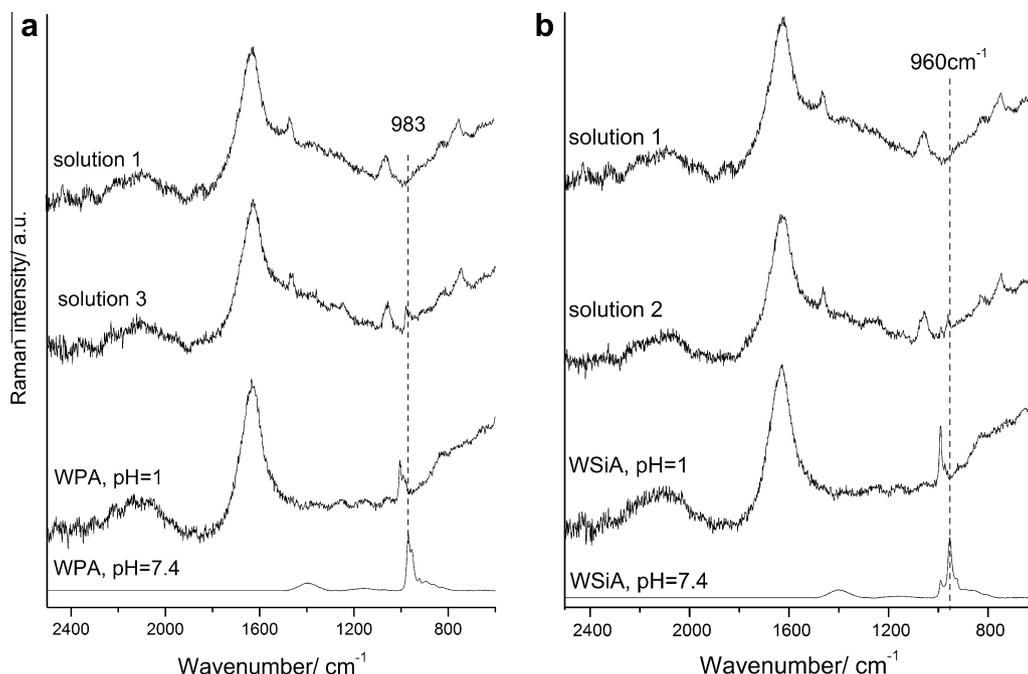 a
983
solution 1
solution 3
WPA, pH=1
WPA, pH=7.4
Raman intensity/ a.u.
2400 2000 1600 1200 800
Wavenumber/ cm-1
b
960cm-1
solution 1
solution 2
WSiA, pH=1
WSiA, pH=7.4
2400 2000 1600 1200 800
Wavenumber/ cm-1